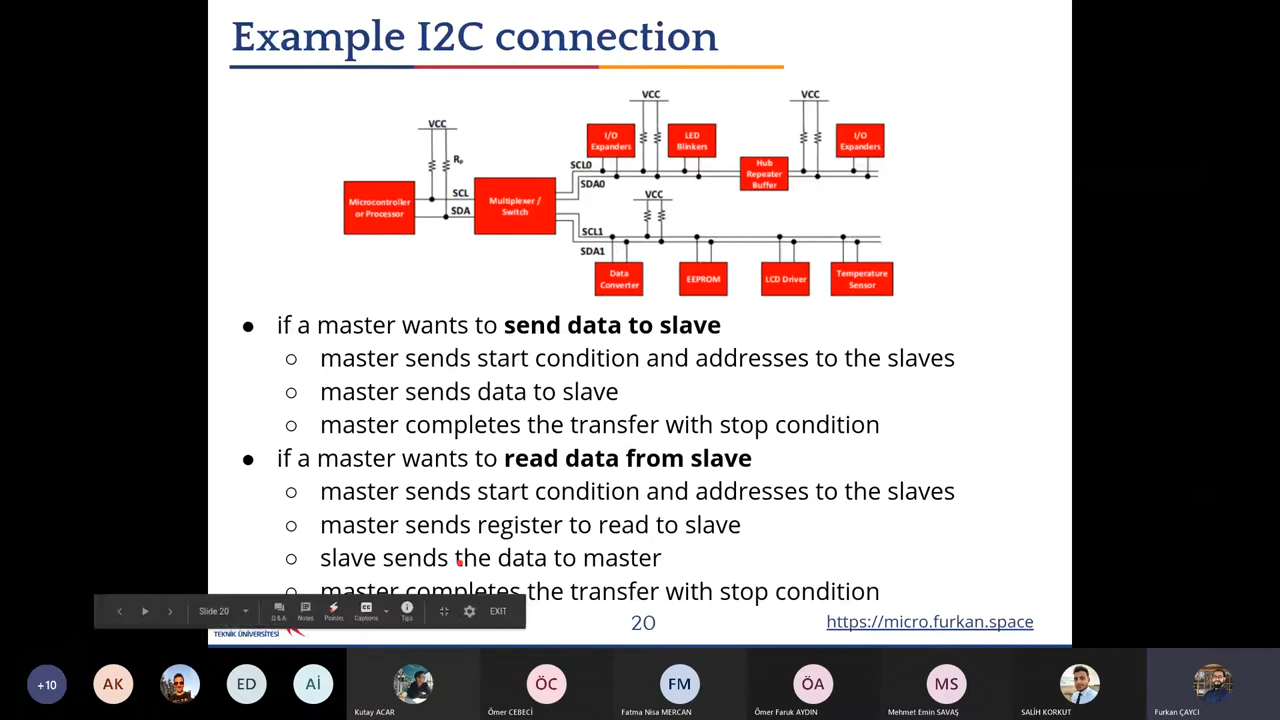 Example I2C connection
VCC
VCC
VCC
I/O
Expanders
LED
Blinkers
I/O
Expanders
Rp
SCL0
Hub
Repeater
Buffer
SDA0
SCL
Multiplexer /
Switch
Microcontroller
or Processor
SDA
VCC
SCL1
SDA1
Data
Converter
EEPROM
LCD Driver
Temperature
Sensor
● if a master wants to send data to slave
○ master sends start condition and addresses to the slaves
○ master sends data to slave
○ master completes the transfer with stop condition
● if a master wants to read data from slave
○ master sends start condition and addresses to the slaves
○ master sends register to read to slave
○ slave sends the data to master
○ master completes the transfer with stop condition
Slide 20
Q&A
Notes
Pointer
Captions
Tips
EXIT
TEKNİK ÜNİVERSİTESİ
20
https://micro.furkan.space
+10
AK
ED
Aİ
ÖC
FM
ÖA
MS
Kutay ACAR
Ömer CEBECİ
Fatma Nisa MERCAN
Ömer Faruk AYDIN
Mehmet Emin SAVAŞ
SALİH KORKUT
Furkan ÇAYCI